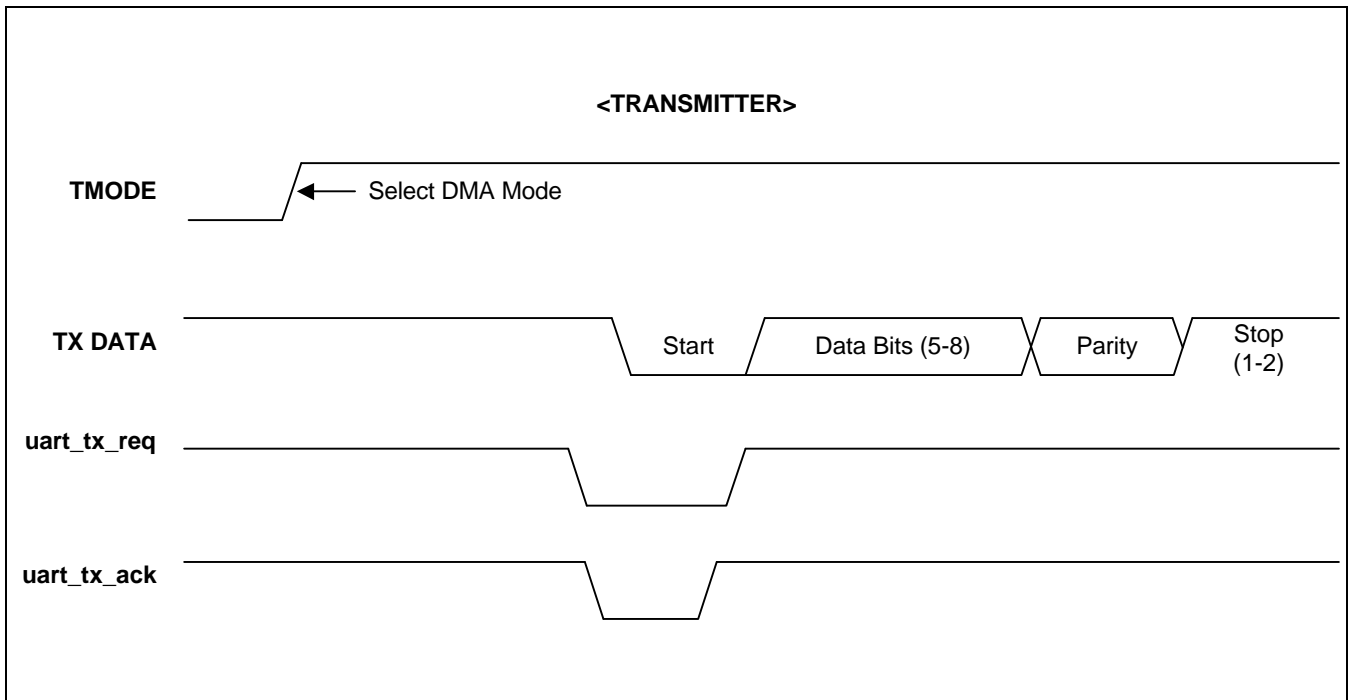 <TRANSMITTER>
TMODE
Select DMA Mode
TX DATA
Start
Data Bits (5-8)
Parity
Stop
(1-2)
uart_tx_req
uart_tx_ack